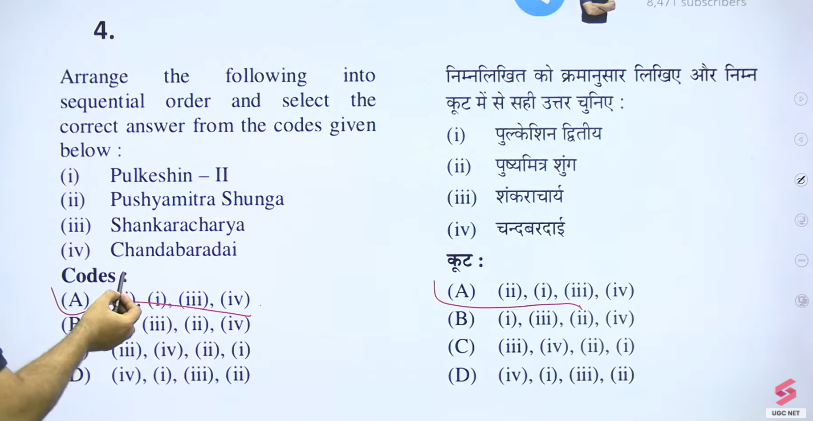 8,471 subscribers
4.
Arrange the following into
sequential order and select the
correct answer from the codes given
below :
(i) Pulkeshin – II
(ii) Pushyamitra Shunga
(iii) Shankaracharya
(iv) Chandabaradai
Codes :
(A) (i), (iii), (iv)
(iii), (ii), (iv)
(iii), (iv), (ii), (i)
D) (iv), (i), (iii), (ii)
निम्नलिखित को क्रमानुसार लिखिए और निम्न
कूट में से सही उत्तर चुनिए :
(i) पुल्केशिन द्वितीय
(ii) पुष्यमित्र शुंग
(iii) शंकराचार्य
(iv) चन्दबरदाई
कूट :
(A) (ii), (i), (iii), (iv)
(B) (i), (iii), (ii), (iv)
(C) (iii), (iv), (ii), (i)
(D) (iv), (i), (iii), (ii)
UGC NET